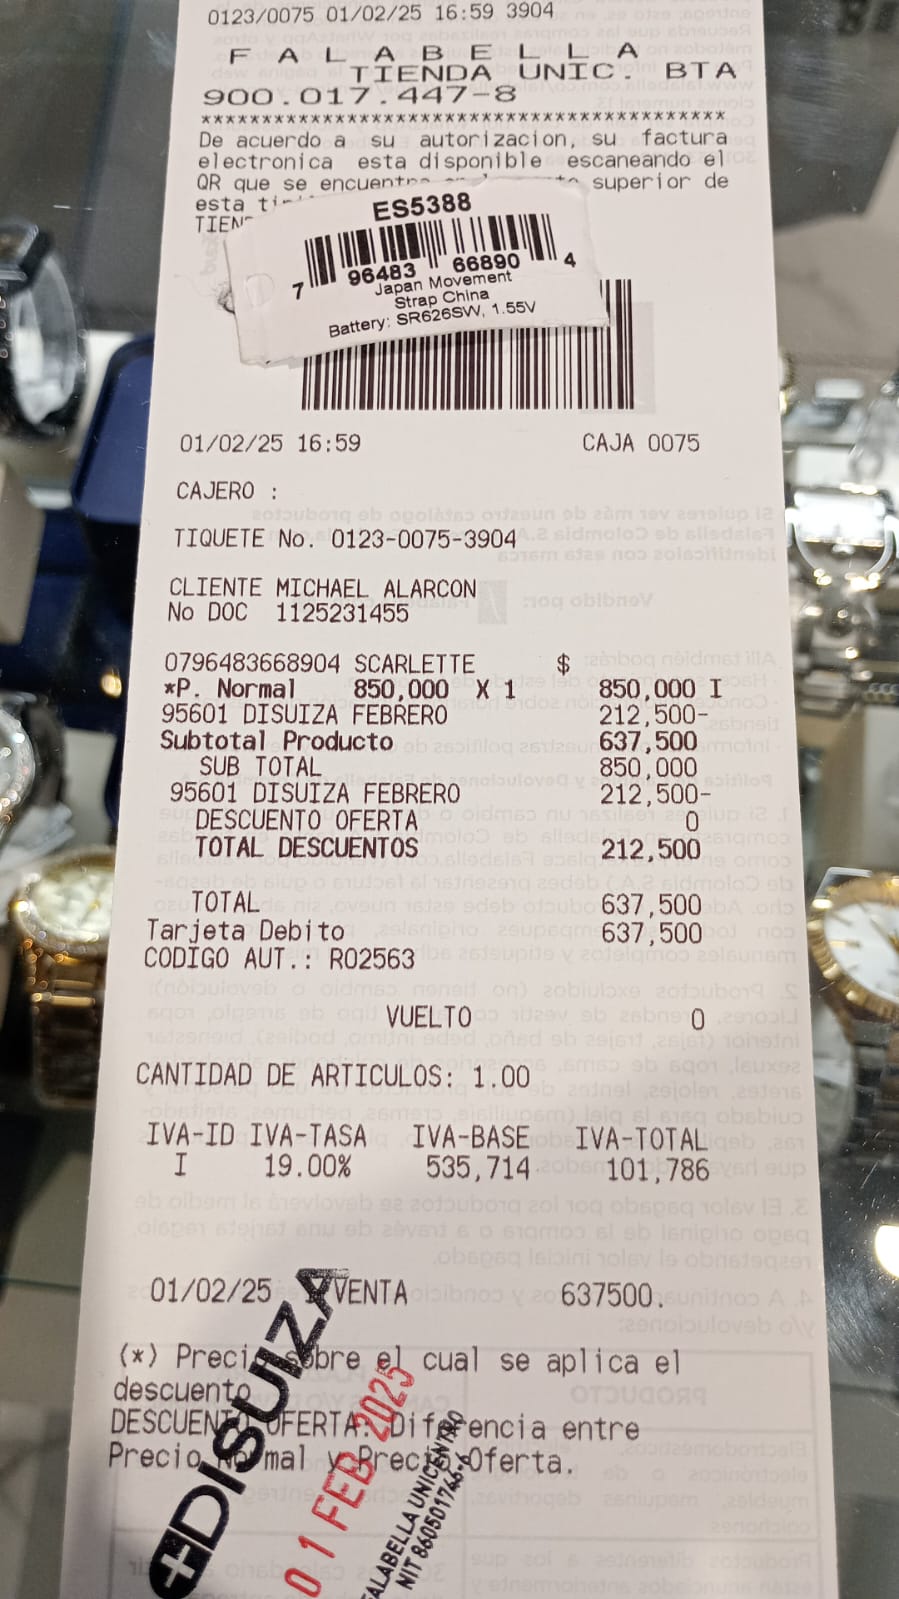 0123/0075 01/02/25 16:59 3904
F A L A B E L L A
TIENDA UNIC. BTA
900.017.447-8
*******************************************
De acuerdo a su autorizacion, su factura
electronica esta disponible escaneando el
QR que se superior de
esta
ES5388
7 96483 66890 4
Japan Movement
Strap China
Battery: SR626SW, 1.55V
01/02/25 16:59 CAJA 0075
CAJERO :
TIQUETE No. 0123-0075-3904
CLIENTE MICHAEL ALARCON
No DOC 1125231455
0796483668904 SCARLETTE $
*P. Normal 850,000 X 1 850,000 I
95601 DISUIZA FEBRERO 212,500-
Subtotal Producto 637,500
SUB TOTAL 850,000
95601 DISUIZA FEBRERO 212,500-
DESCUENTO OFERTA 0
TOTAL DESCUENTOS 212,500
TOTAL 637,500
Tarjeta Debito 637,500
CODIGO AUT.: R02563
VUELTO 0
CANTIDAD DE ARTICULOS: 1.00
IVA-ID IVA-TASA IVA-BASE IVA-TOTAL
I 19.00% 535,714 101,786
01/02/25 VENTA 637500.
(*) Precio sobre el cual se aplica el
descuento
DESCUENTO OFERTA: Diferencia entre
Precio Normal y Precio Oferta.
DISUIZA
01 FEB 2025
FALABELLA UNICENTRO
NIT 860501766-1